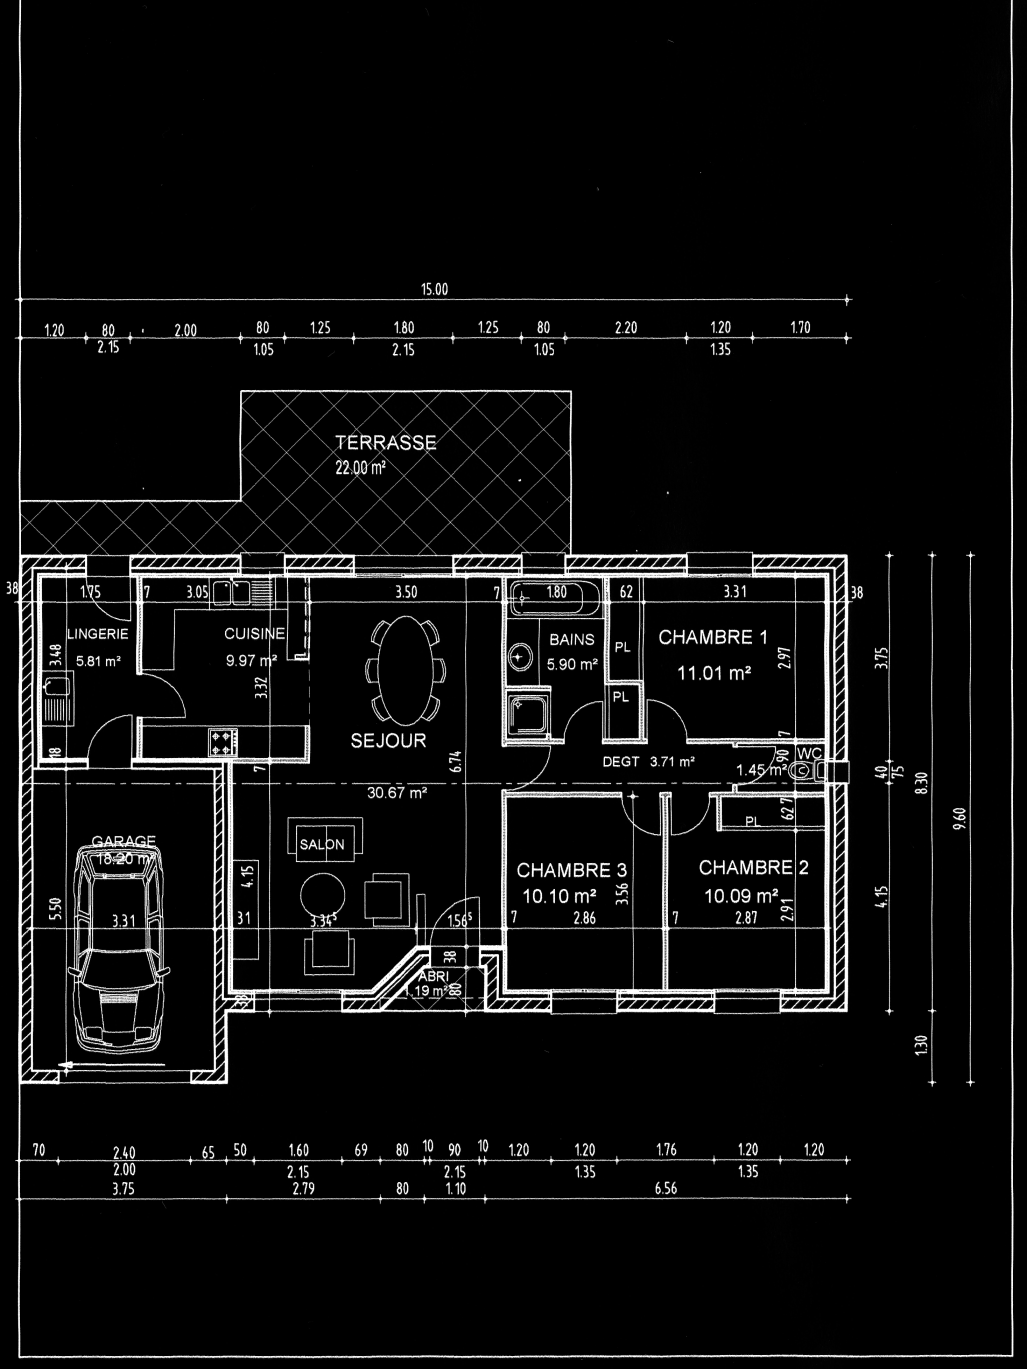 15.00
1.20 80 2.00 80 1.25 1.80 1.25 80 2.20 1.20 1.70
2.15 1.05 2.15 1.05 1.35
TERRASSE
22.00 m²
38 1.75 7 3.05 3.50 7 1.80 62 3.31 38
LINGERIE
5.81 m²
3.48
18
CUISINE
9.97 m²
3.32
7
BAINS
5.90 m²
PL
PL
CHAMBRE 1
11.01 m²
2.97
7
SEJOUR
30.67 m²
6.74
DEGT 3.71 m²
WC
1.45 m²
90
3.75
40
75
8.30
9.60
4.15
1.30
GARAGE
18.20 m²
5.50
3.31
SALON
4.15
31
3.34⁵
1.56⁵
38
ABRI
1.19 m²
80
38
CHAMBRE 3
10.10 m²
3.56
7 2.86
CHAMBRE 2
10.09 m²
PL
62 7
2.91
7 2.87
70 2.40 65 50 1.60 69 80 10 90 10 1.20 1.20 1.76 1.20 1.20
2.00 2.15 2.15 1.35 1.35
3.75 2.79 80 1.10 6.56